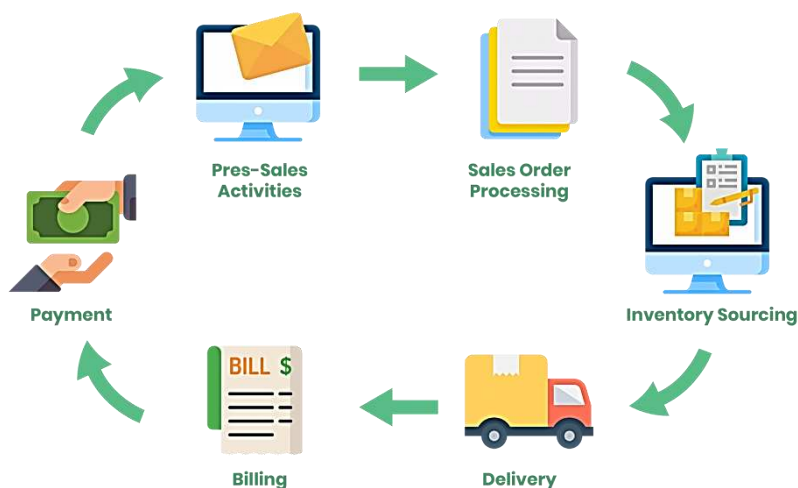 Pres-Sales
Activities
Sales Order
Processing
Inventory Sourcing
Delivery
BILL $
Billing
Payment